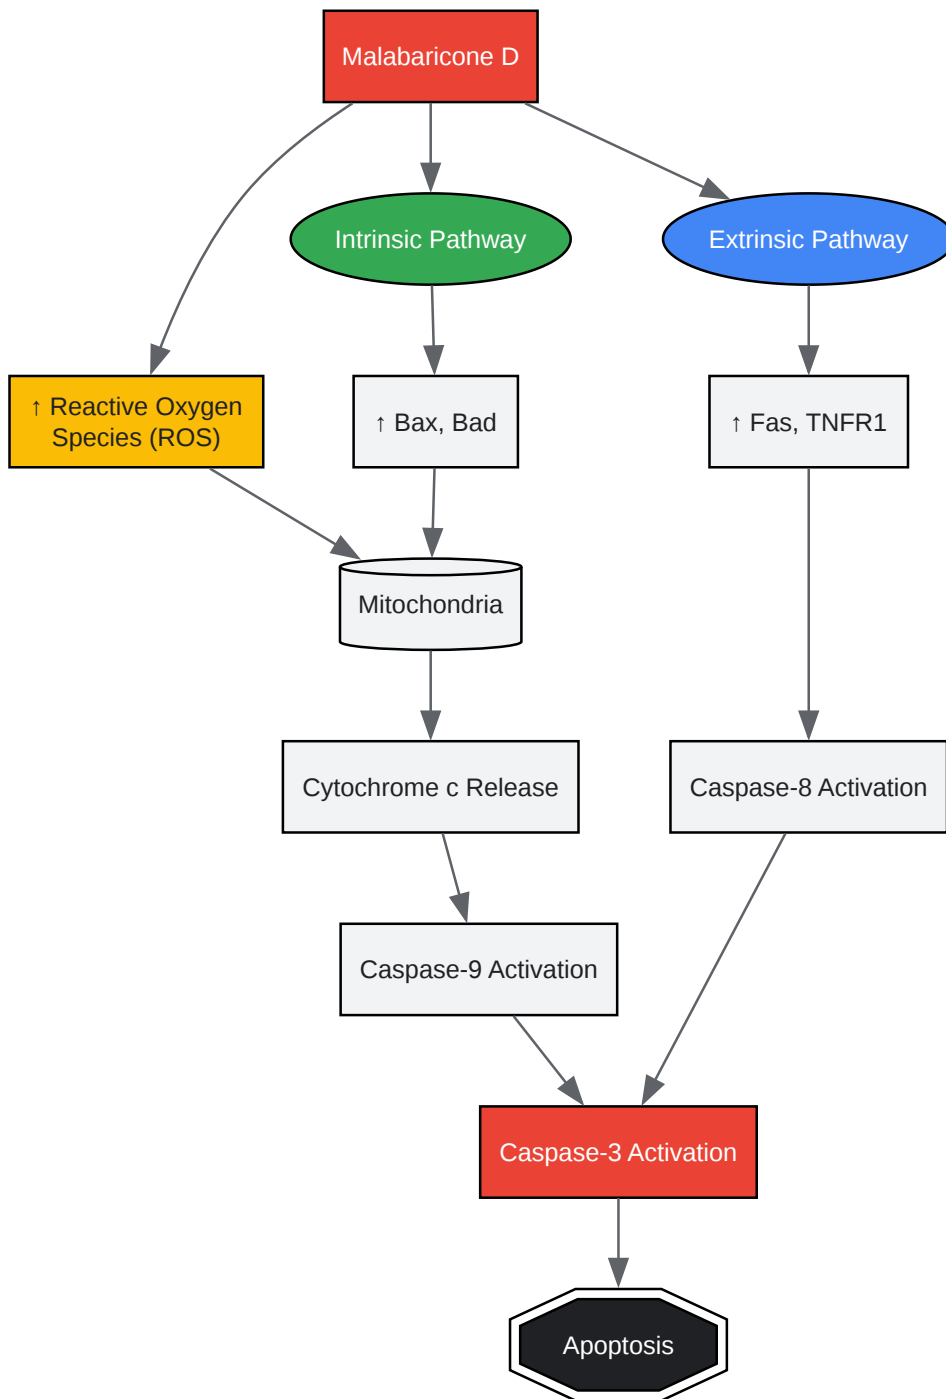 Malabaricone D
Intrinsic Pathway
Extrinsic Pathway
↑ Reactive Oxygen
Species (ROS)
↑ Bax, Bad
↑ Fas, TNFR1
Mitochondria
Cytochrome c Release
Caspase-8 Activation
Caspase-9 Activation
Caspase-3 Activation
Apoptosis